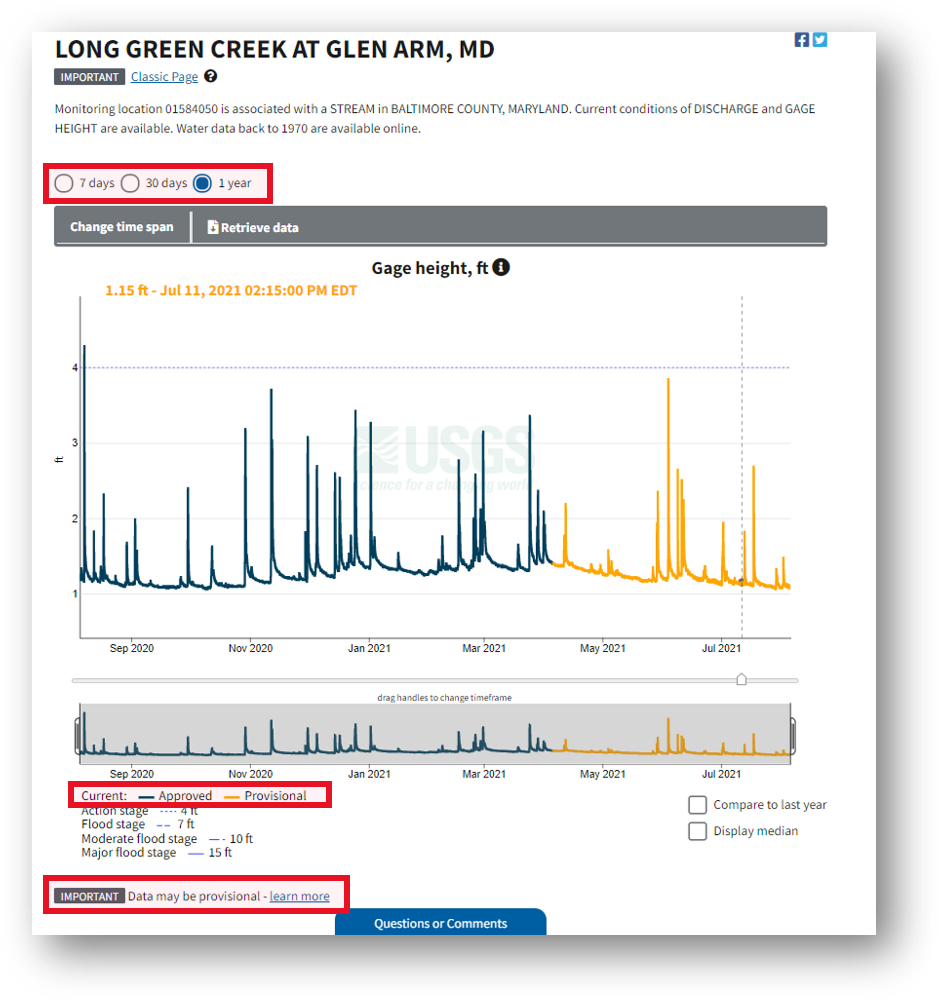 LONG GREEN CREEK AT GLEN ARM, MD
IMPORTANT Classic Page ?
Monitoring location 01584050 is associated with a STREAM in BALTIMORE COUNTY, MARYLAND. Current conditions of DISCHARGE and GAGE
HEIGHT are available. Water data back to 1970 are available online.
7 days 30 days 1 year
Change time span Retrieve data
Gage height, ft
1.15 ft - Jul 11, 2021 02:15:00 PM EDT
4
3
2
1
ft
USGS
science for a changing world
Sep 2020 Nov 2020 Jan 2021 Mar 2021 May 2021 Jul 2021
drag handles to change timeframe
Sep 2020 Nov 2020 Jan 2021 Mar 2021 May 2021 Jul 2021
Current: Approved Provisional
Action stage 4 ft
Flood stage 7 ft
Moderate flood stage 10 ft
Major flood stage 15 ft
Compare to last year
Display median
IMPORTANT Data may be provisional - learn more
Questions or Comments